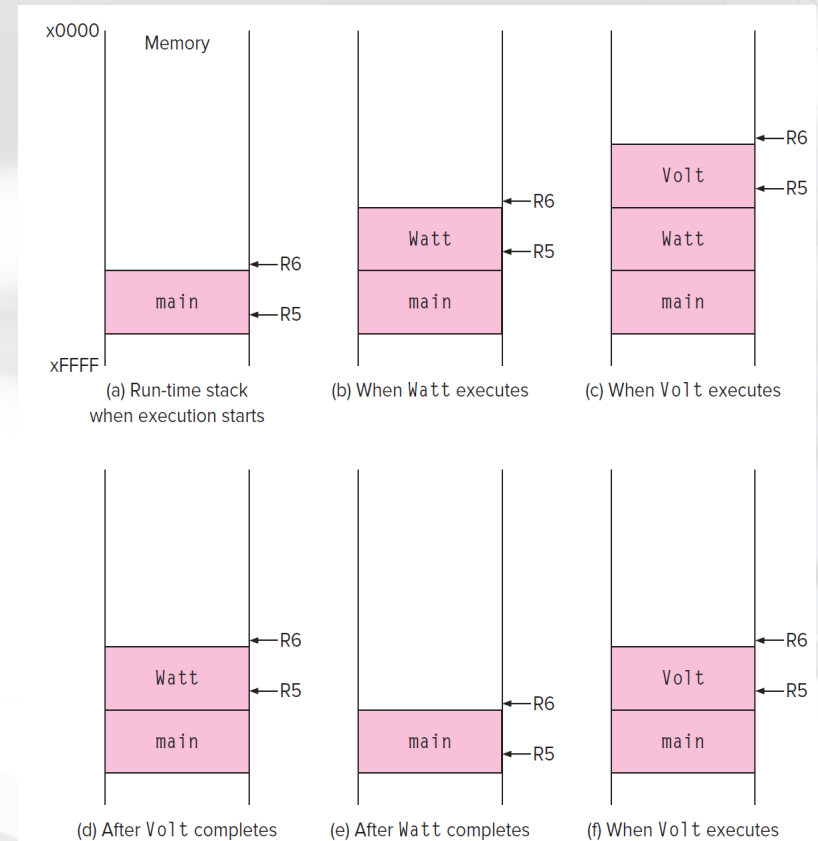 x0000
Memory
R6
R5
main
xFFFF
(a) Run-time stack
when execution starts
R6
R5
Watt
main
(b) When Watt executes
R6
R5
Volt
Watt
main
(c) When Volt executes
R6
R5
Watt
main
(d) After Volt completes
R6
R5
main
(e) After Watt completes
R6
R5
Volt
main
(f) When Volt executes